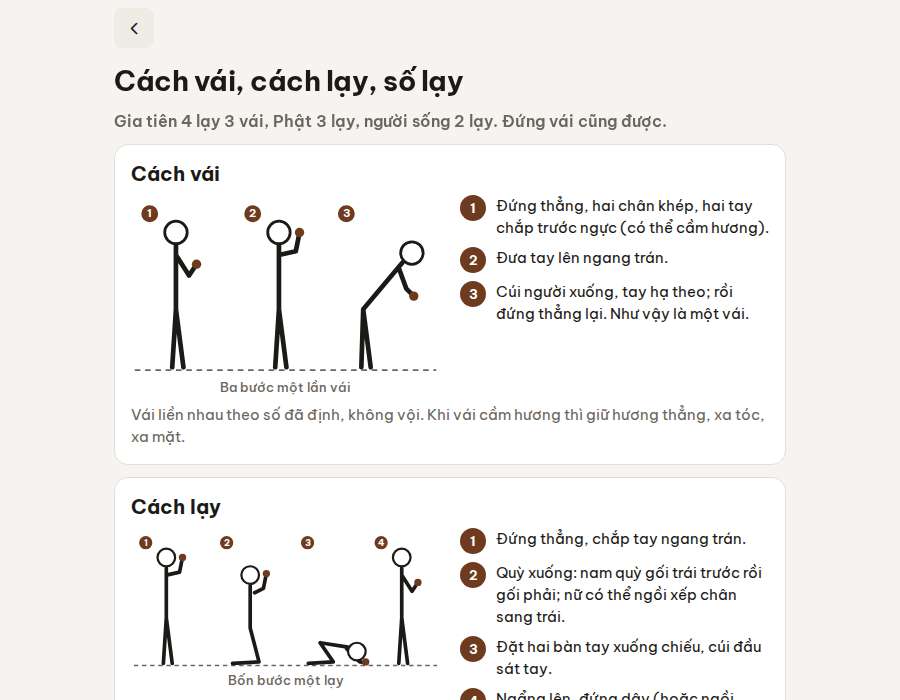 Cách vái, cách lạy, số lạy
Gia tiên 4 lạy 3 vái, Phật 3 lạy, người sống 2 lạy. Đứng vái cũng được.
Cách vái
1 2 3
Ba bước một lần vái
1 Đứng thẳng, hai chân khép, hai tay
chắp trước ngực (có thể cầm hương).
2 Đưa tay lên ngang trán.
3 Cúi người xuống, tay hạ theo; rồi
đứng thẳng lại. Như vậy là một vái.
Vái liền nhau theo số đã định, không vội. Khi vái cầm hương thì giữ hương thẳng, xa tóc,
xa mặt.
Cách lạy
1 2 3 4
Bốn bước một lạy
1 Đứng thẳng, chắp tay ngang trán.
2 Quỳ xuống: nam quỳ gối trái trước rồi
gối phải; nữ có thể ngồi xếp chân
sang trái.
3 Đặt hai bàn tay xuống chiếu, cúi đầu
sát tay.
4 Ngẩng lên, đứng dậy (hoặc ngồi